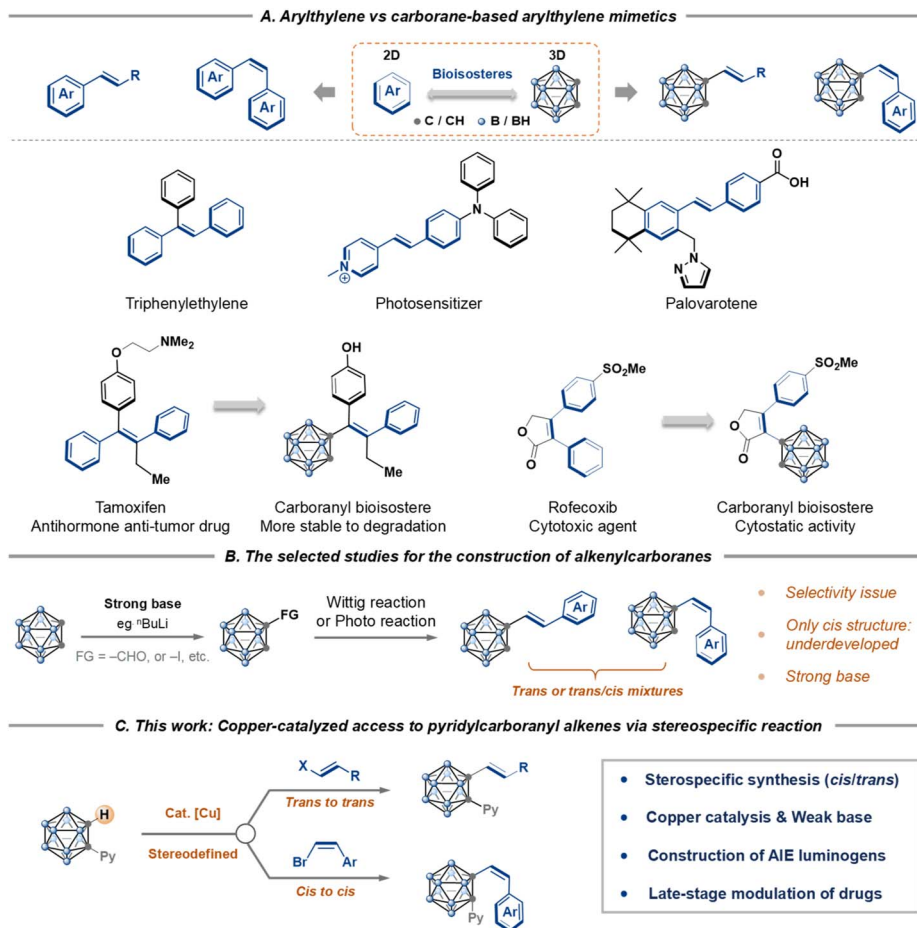 A. Arylthylene vs carborane-based arylthylene mimetics
2D
3D
Bioisosteres
Ar
R
Ar
Ar
Ar
C / CH
B / BH
R
Ar
N
N
CH₃
⊕
O
OH
N
N
Triphenylethylene
Photosensitizer
Palovarotene
O
NMe₂
Me
OH
Me
SO₂Me
O
O
SO₂Me
O
O
Tamoxifen
Antihormone anti-tumor drug
Carboranyl bioisostere
More stable to degradation
Rofecoxib
Cytotoxic agent
Carboranyl bioisostere
Cytostatic activity
B. The selected studies for the construction of alkenylcarboranes
Strong base
eg ⁿBuLi
FG = –CHO, or –I, etc.
FG
Wittig reaction
or Photo reaction
Ar
Ar
Trans or trans/cis mixtures
Selectivity issue
Only cis structure:
underdeveloped
Strong base
C. This work: Copper-catalyzed access to pyridylcarboranyl alkenes via stereospecific reaction
H
Py
Cat. [Cu]
Stereodefined
X
R
Trans to trans
Br
Ar
Cis to cis
R
Py
Ar
Py
Sterospecific synthesis (cis/trans)
Copper catalysis & Weak base
Construction of AIE luminogens
Late-stage modulation of drugs